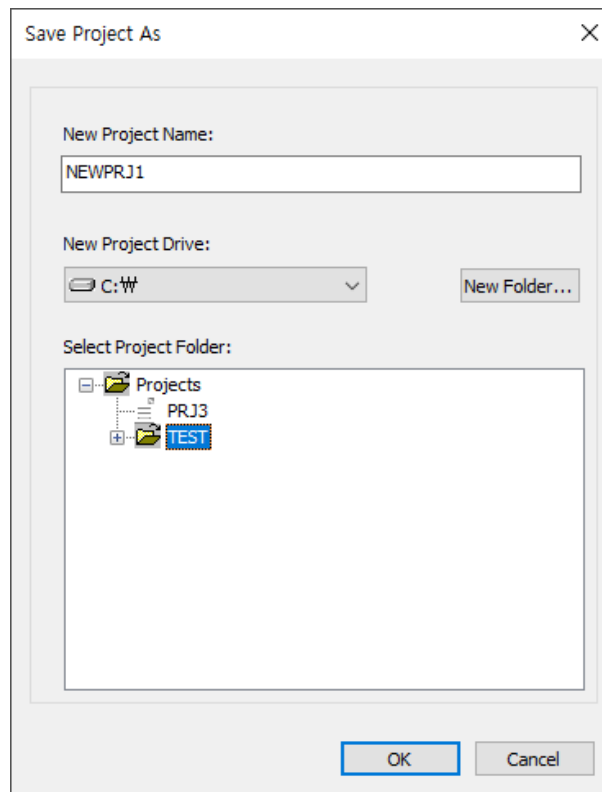 Save Project As
New Project Name:
NEWPRJ1
New Project Drive:
C:₩
New Folder...
Select Project Folder:
Projects
PRJ3
TEST
OK
Cancel